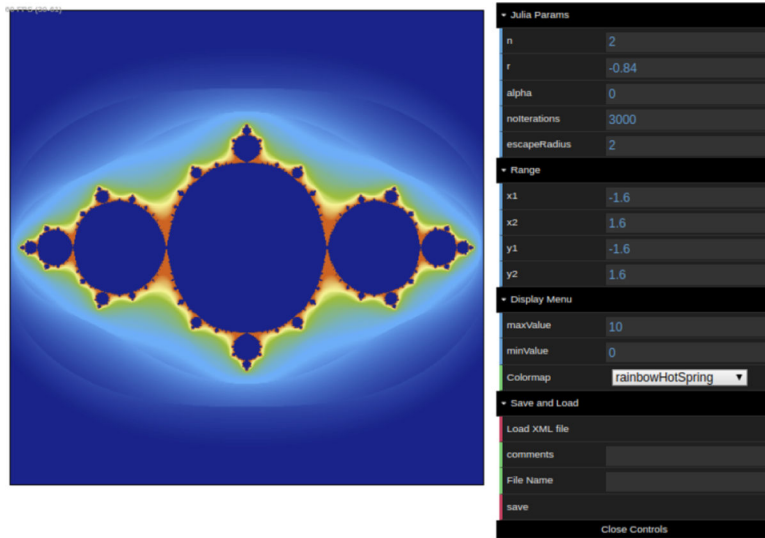 Julia Params
n 2
r -0.84
alpha 0
noIterations 3000
escapeRadius 2
Range
x1 -1.6
x2 1.6
y1 -1.6
y2 1.6
Display Menu
maxValue 10
minValue 0
Colormap rainbowHotSpring
Save and Load
Load XML file
comments
File Name
save
Close Controls